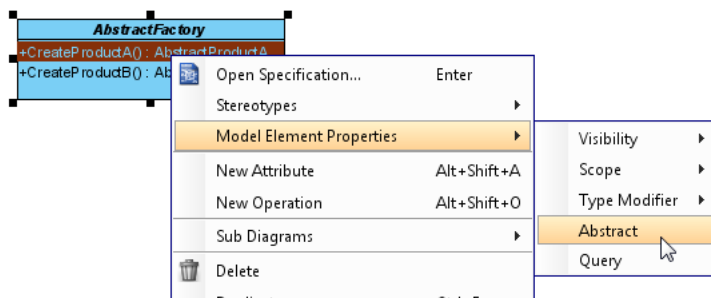 AbstractFactory
+CreateProductA() : AbstractProductA
+CreateProductB() : Ab
Open Specification... Enter
Stereotypes
Model Element Properties
New Attribute Alt+Shift+A
New Operation Alt+Shift+O
Sub Diagrams
Delete
Visibility
Scope
Type Modifier
Abstract
Query